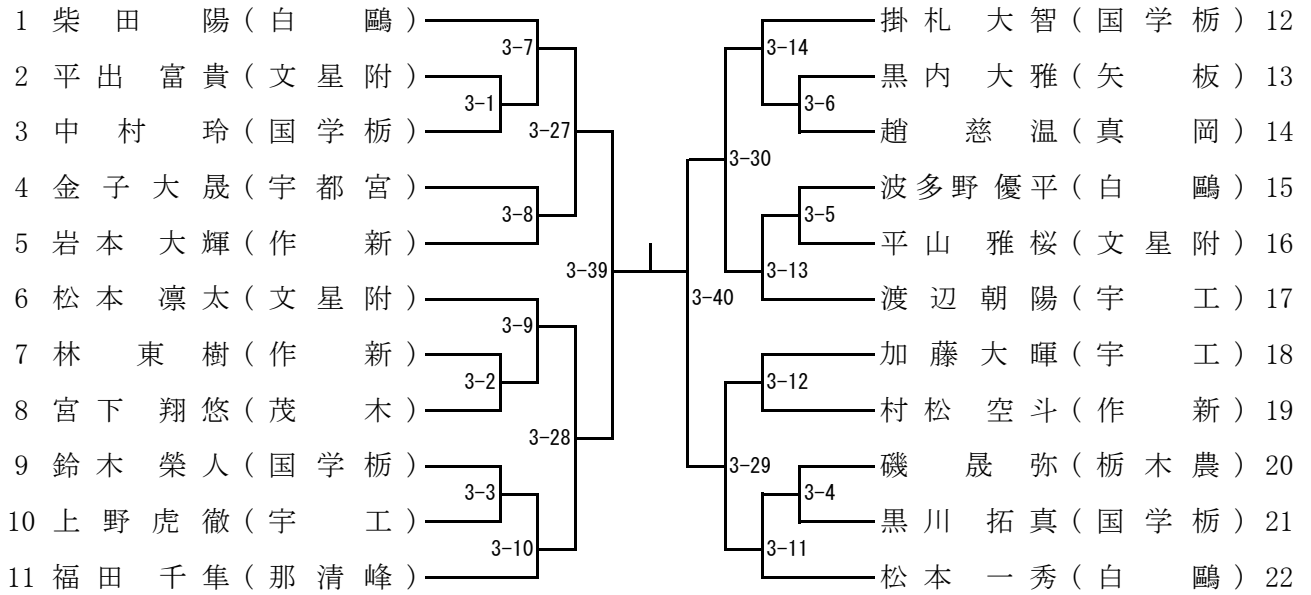 1 柴田 陽(白 鷗)
2 平出 富貴(文星附)
3 中村 玲(国学栃)
4 金子大晟(宇都宮)
5 岩本 大輝(作 新)
6 松本 凛太(文星附)
7 林 東樹(作 新)
8 宮下 翔悠(茂 木)
9 鈴木 榮人(国学栃)
10 上野虎徹(宇 工)
11 福田 千隼(那清峰)
3-7
3-1
3-27
3-8
3-39
3-9
3-2
3-28
3-3
3-10
3-14
3-6
3-30
3-5
3-13
3-40
3-12
3-29
3-4
3-11
掛札 大智(国学栃) 12
黒内 大雅(矢 板) 13
趙 慈温(真 岡) 14
波多野優平(白 鷗) 15
平山 雅桜(文星附) 16
渡辺朝陽(宇 工) 17
加藤大暉(宇 工) 18
村松 空斗(作 新) 19
磯 晟弥(栃木農) 20
黒川 拓真(国学栃) 21
松本 一秀(白 鷗) 22